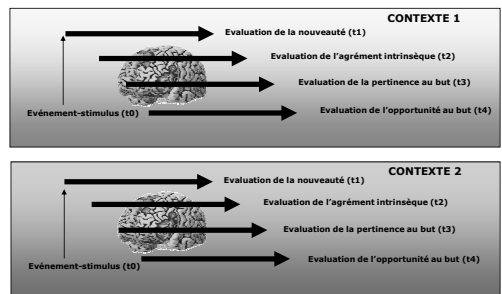 CONTEXTE 1
Evaluation de la nouveauté (t1)
Evaluation de l'agrément intrinsèque (t2)
Evaluation de la pertinence au but (t3)
Evaluation de l'opportunité au but (t4)
Evénement-stimulus (t0)
CONTEXTE 2
Evaluation de la nouveauté (t1)
Evaluation de l'agrément intrinsèque (t2)
Evaluation de la pertinence au but (t3)
Evaluation de l'opportunité au but (t4)
Evénement-stimulus (t0)